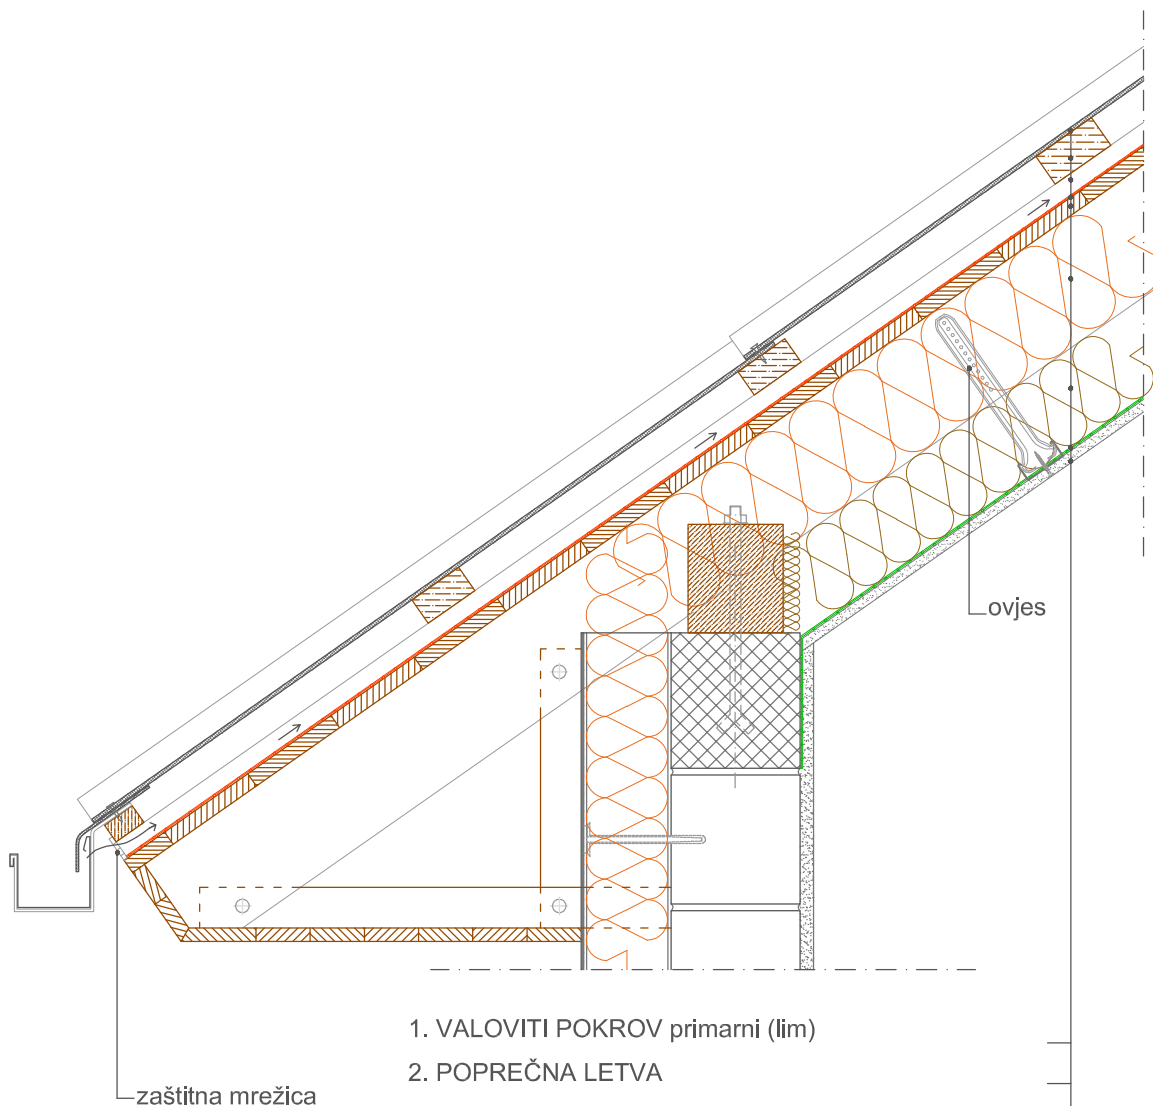 ovjes
1. VALOVITI POKROV primarni (lim)
2. POPREČNA LETVA
zaštitna mrežica